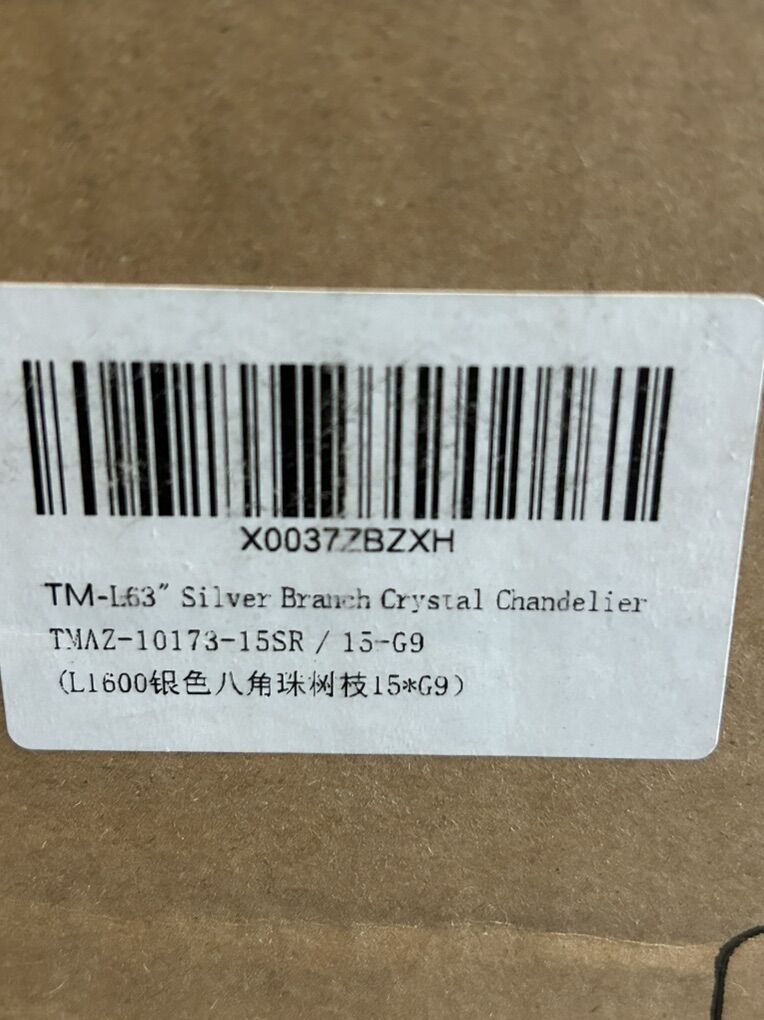 X0037ZBZXH
TM-L63" Silver Branch Crystal Chandelier
TMAZ-10173-15SR / 15-G9
(L1600银色八角珠树枝15*G9)